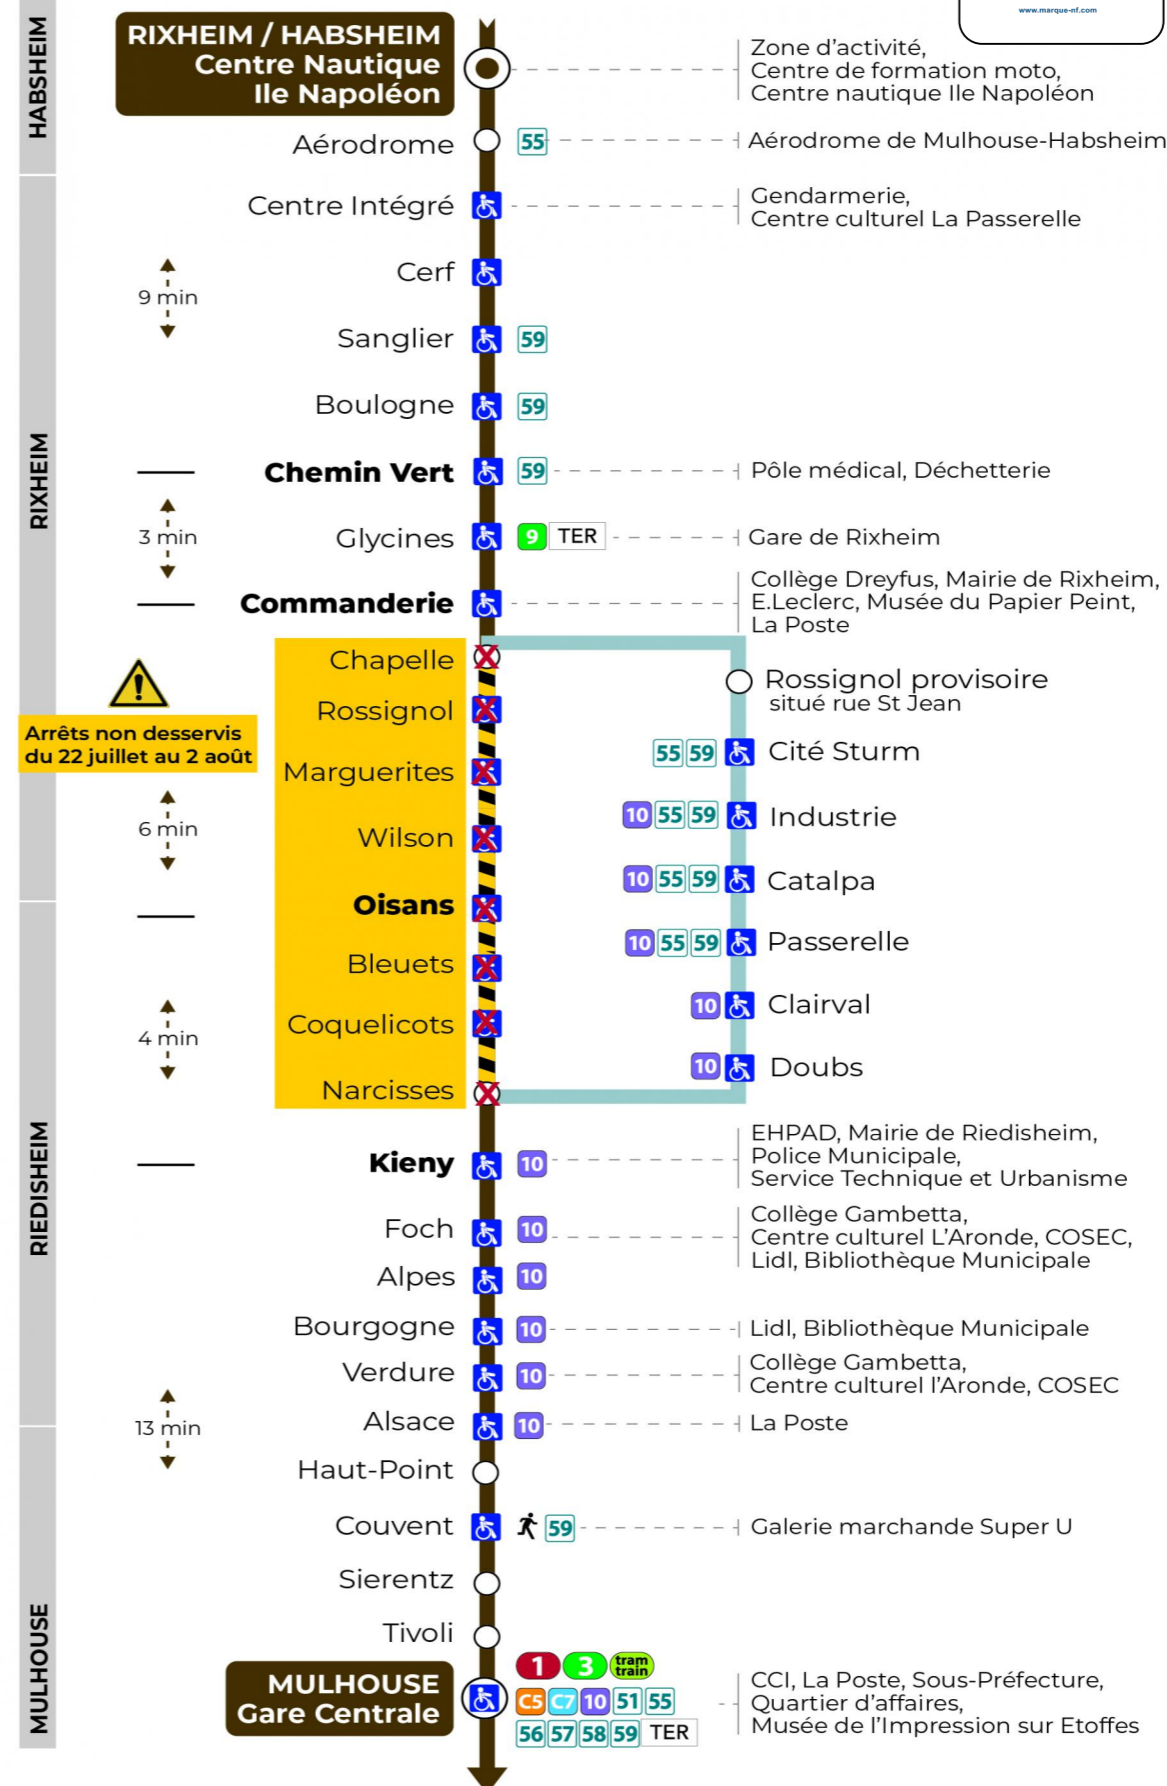 www.marque-nf.com
HABSHEIM
RIXHEIM / HABSHEIM
Centre Nautique
Ile Napoléon
Zone d'activité,
Centre de formation moto,
Centre nautique Ile Napoléon
Aérodrome
55
Aérodrome de Mulhouse-Habsheim
RIXHEIM
Centre Intégré
Gendarmerie,
Centre culturel La Passerelle
Cerf
9 min
Sanglier
59
Boulogne
59
Chemin Vert
59
Pôle médical, Déchetterie
3 min
Glycines
9 TER
Gare de Rixheim
Commanderie
Collège Dreyfus, Mairie de Rixheim,
E.Leclerc, Musée du Papier Peint,
La Poste
Arrêts non desservis
du 22 juillet au 2 août
Chapelle
Rossignol
Marguerites
Wilson
Oisans
Bleuets
Coquelicots
Narcisses
6 min
4 min
Rossignol provisoire
situé rue St Jean
55 59 Cité Sturm
10 55 59 Industrie
10 55 59 Catalpa
10 55 59 Passerelle
10 Clairval
10 Doubs
RIEDISHEIM
Kieny
10
EHPAD, Mairie de Riedisheim,
Police Municipale,
Service Technique et Urbanisme
Foch
10
Collège Gambetta,
Centre culturel L'Aronde, COSEC,
Lidl, Bibliothèque Municipale
Alpes
10
Bourgogne
10
Lidl, Bibliothèque Municipale
Verdure
10
Collège Gambetta,
Centre culturel l'Aronde, COSEC
13 min
Alsace
10
La Poste
MULHOUSE
Haut-Point
Couvent
59
Galerie marchande Super U
Sierentz
Tivoli
MULHOUSE
Gare Centrale
1 3 tram
train
C5 C7 10 51 55
56 57 58 59 TER
CCI, La Poste, Sous-Préfecture,
Quartier d'affaires,
Musée de l'Impression sur Etoffes